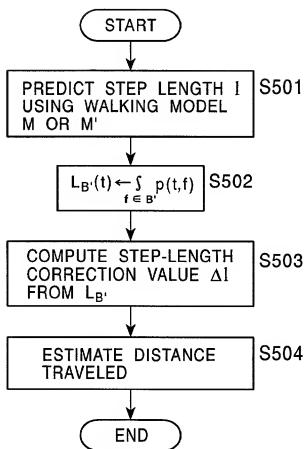 START
PREDICT STEP LENGTH l
USING WALKING MODEL
M OR M'
S501
L_B'(t) ← ∫ p(t,f)
f ∈ B'
S502
COMPUTE STEP-LENGTH
CORRECTION VALUE Δl
FROM L_B'
S503
ESTIMATE DISTANCE
TRAVELED
S504
END